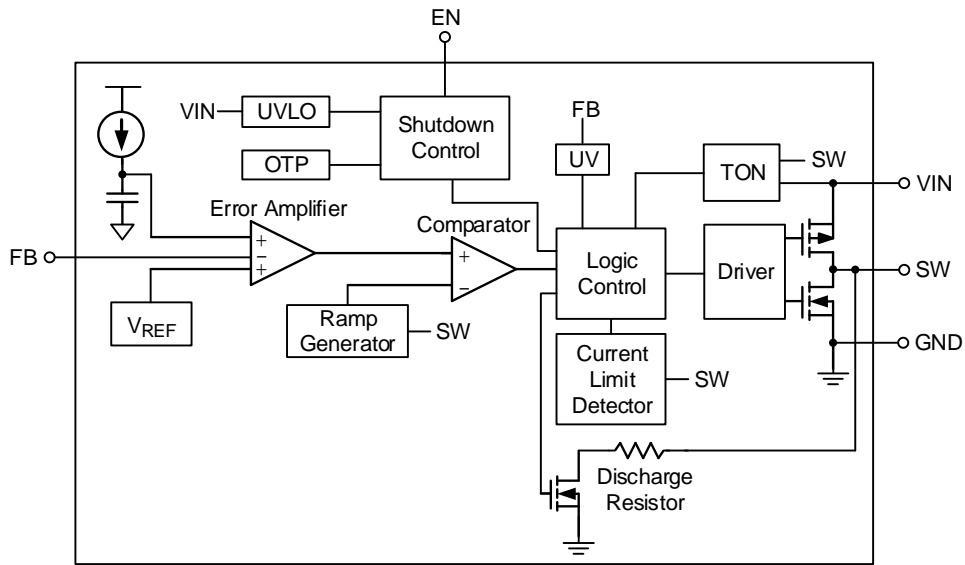 EN
VIN
UVLO
Shutdown
Control
OTP
FB
UV
TON
SW
VIN
Error Amplifier
Comparator
FB
+
−
+
+
−
Logic
Control
Driver
SW
VREF
Ramp
Generator
SW
GND
Current
Limit
Detector
SW
Discharge
Resistor